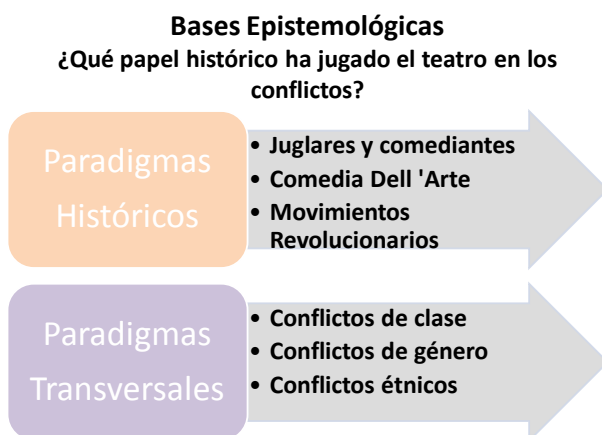 Bases Epistemológicas
¿Qué papel histórico ha jugado el teatro en los
conflictos?
Paradigmas
Históricos
• Juglares y comediantes
• Comedia Dell 'Arte
• Movimientos
Revolucionarios
Paradigmas
Transversales
• Conflictos de clase
• Conflictos de género
• Conflictos étnicos